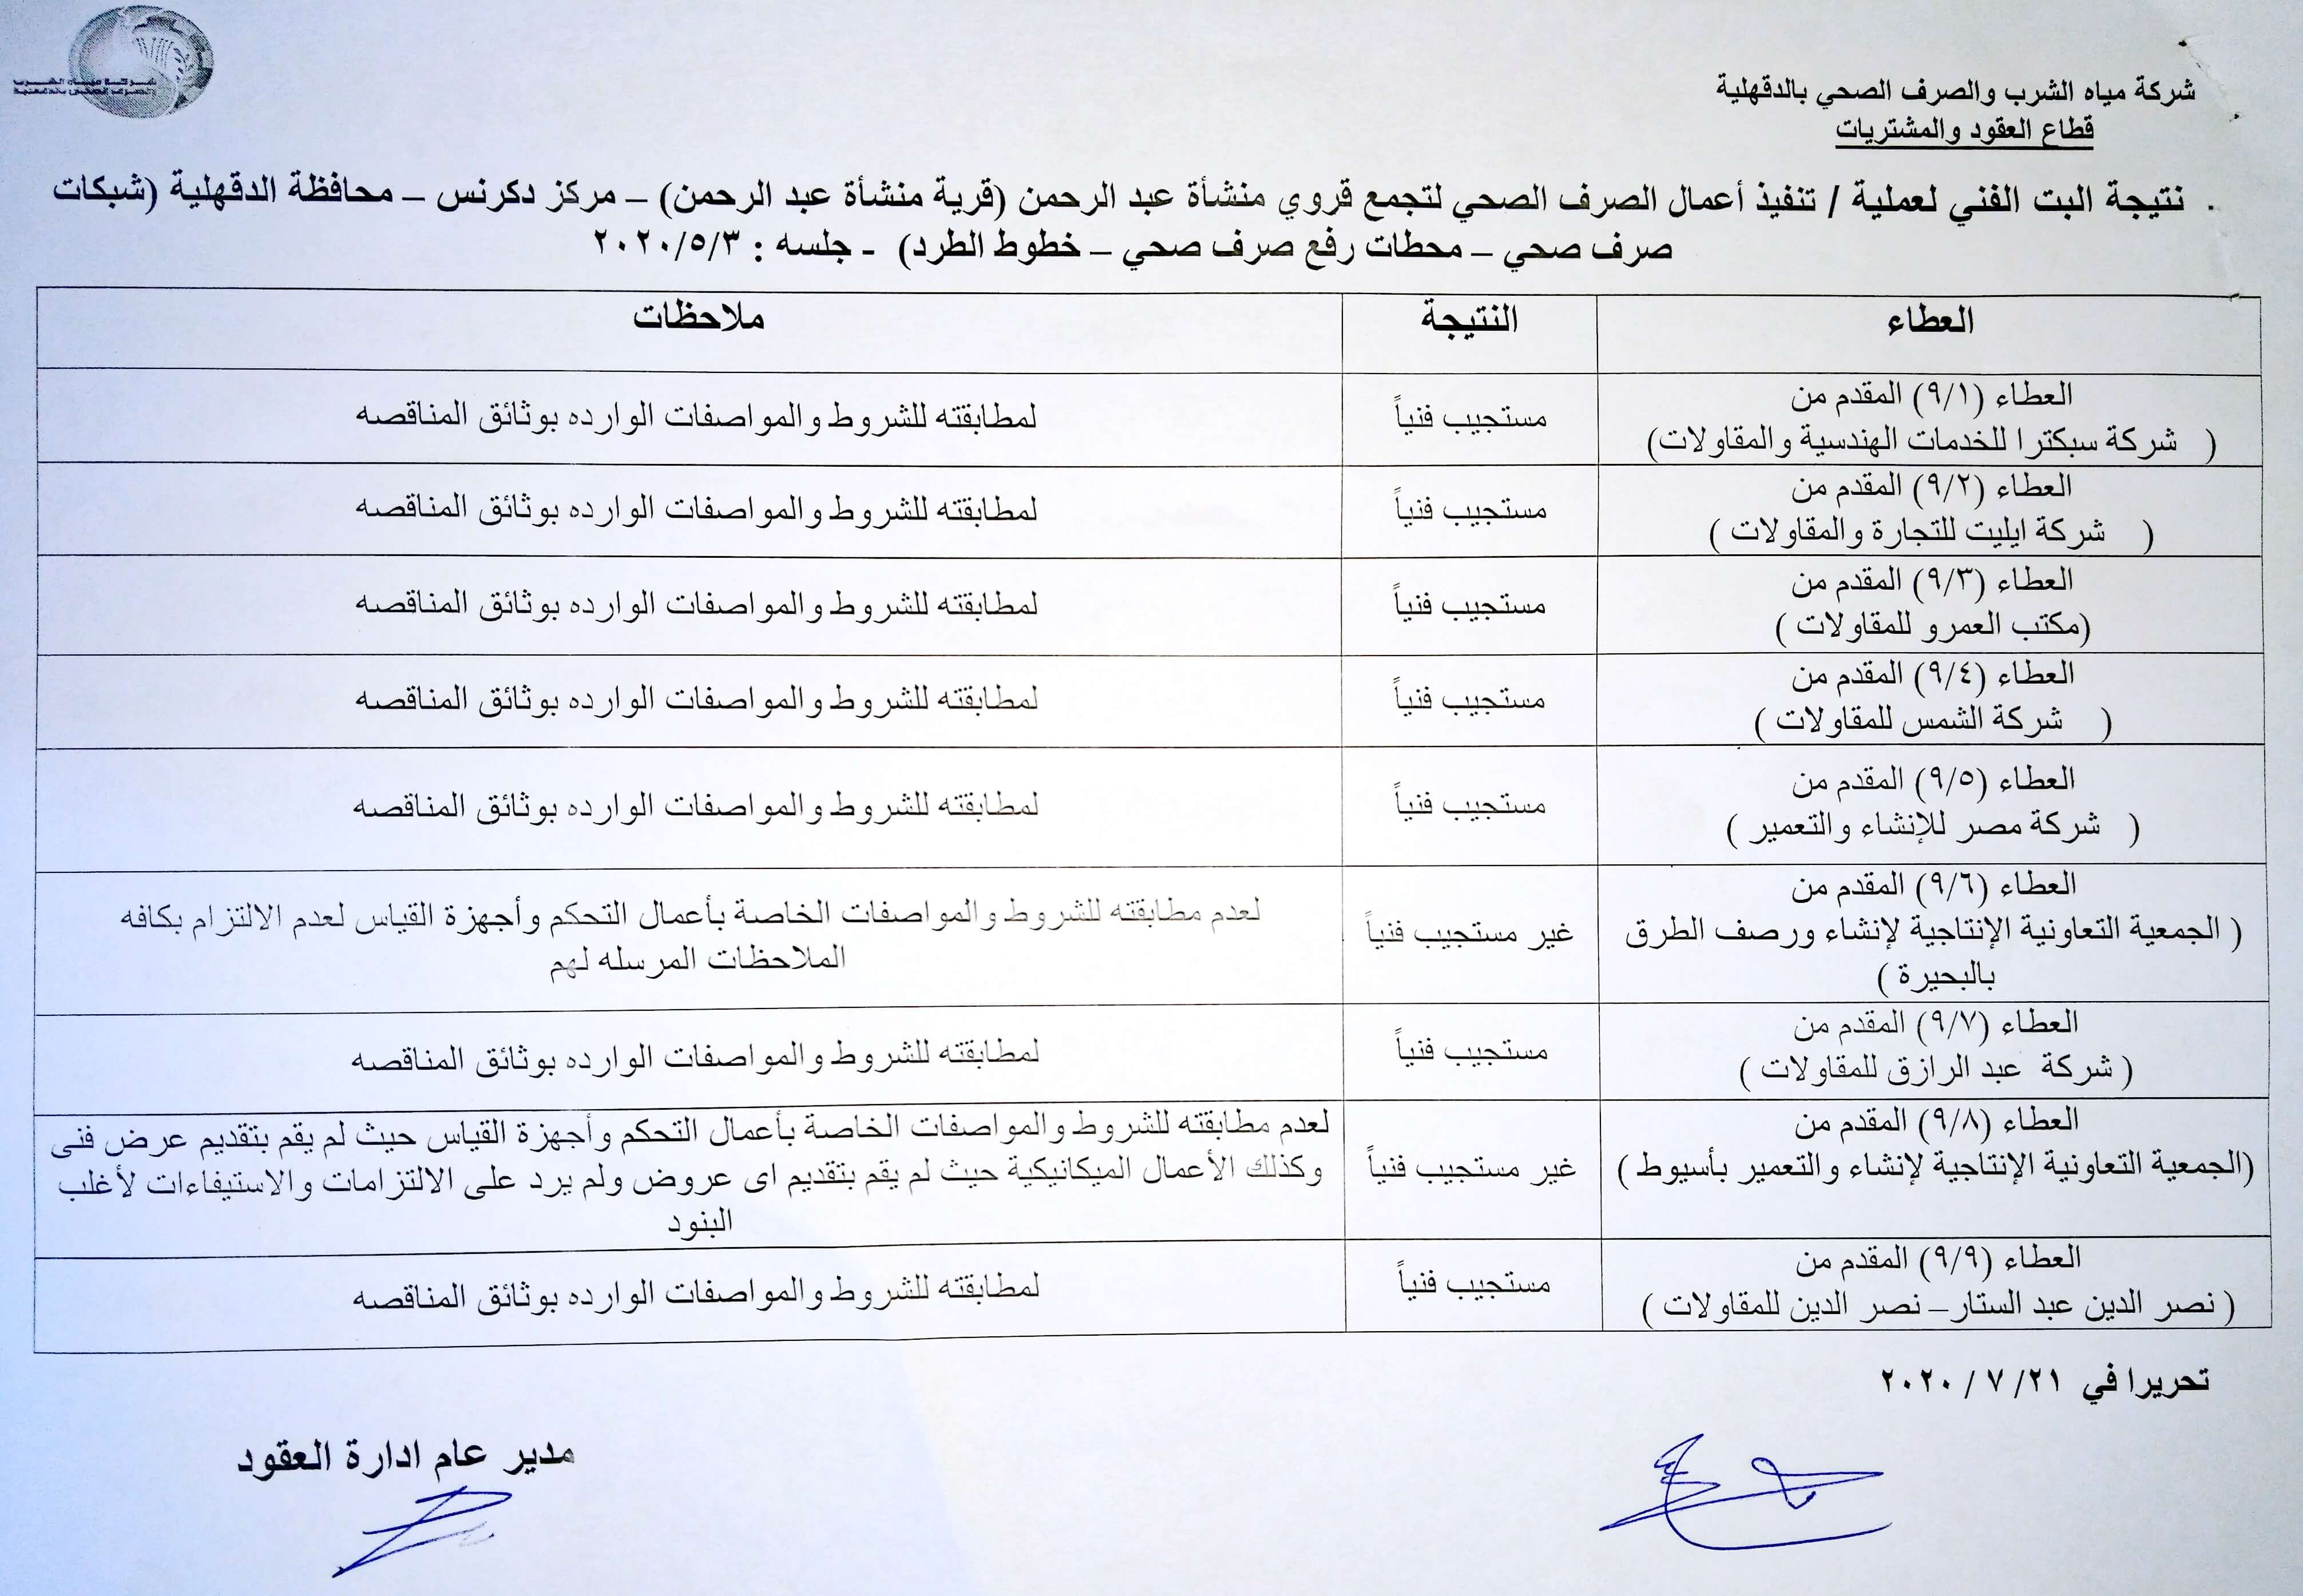 شركة مياه الشرب
والصرف الصحى بالدقهلية
شركة مياه الشرب والصرف الصحي بالدقهلية
قطاع العقود والمشتريات
. نتيجة البت الفني لعملية / تنفيذ أعمال الصرف الصحي لتجمع قروي منشأة عبد الرحمن (قرية منشأة عبد الرحمن) – مركز دكرنس – محافظة الدقهلية (شبكات
صرف صحي – محطات رفع صرف صحي – خطوط الطرد) - جلسه : ٢٠٢٠/٥/٣
العطاء النتيجة ملاحظات
العطاء (٩/١) المقدم من
( شركة سبكترا للخدمات الهندسية والمقاولات)
مستجيب فنياً
لمطابقته للشروط والمواصفات الوارده بوثائق المناقصه
العطاء (٩/٢) المقدم من
( شركة ايليت للتجارة والمقاولات )
مستجيب فنياً
لمطابقته للشروط والمواصفات الوارده بوثائق المناقصه
العطاء (٩/٣) المقدم من
(مكتب العمرو للمقاولات )
مستجيب فنياً
لمطابقته للشروط والمواصفات الوارده بوثائق المناقصه
العطاء (٩/٤) المقدم من
( شركة الشمس للمقاولات )
مستجيب فنياً
لمطابقته للشروط والمواصفات الوارده بوثائق المناقصه
العطاء (٩/٥) المقدم من
( شركة مصر للإنشاء والتعمير )
مستجيب فنياً
لمطابقته للشروط والمواصفات الوارده بوثائق المناقصه
العطاء (٩/٦) المقدم من
( الجمعية التعاونية الإنتاجية لإنشاء ورصف الطرق
بالبحيرة )
غير مستجيب فنياً
لعدم مطابقته للشروط والمواصفات الخاصة بأعمال التحكم وأجهزة القياس لعدم الالتزام بكافه
الملاحظات المرسله لهم
العطاء (٩/٧) المقدم من
( شركة عبد الرازق للمقاولات )
مستجيب فنياً
لمطابقته للشروط والمواصفات الوارده بوثائق المناقصه
العطاء (٩/٨) المقدم من
(الجمعية التعاونية الإنتاجية لإنشاء والتعمير بأسيوط )
غير مستجيب فنياً
لعدم مطابقته للشروط والمواصفات الخاصة بأعمال التحكم وأجهزة القياس حيث لم يقم بتقديم عرض فنى
وكذلك الأعمال الميكانيكية حيث لم يقم بتقديم اى عروض ولم يرد على الالتزامات والاستيفاءات لأغلب
البنود
العطاء (٩/٩) المقدم من
( نصر الدين عبد الستار– نصر الدين للمقاولات )
مستجيب فنياً
لمطابقته للشروط والمواصفات الوارده بوثائق المناقصه
تحريرا في ٢١/ ٧ / ٢٠٢٠
مدير عام ادارة العقود